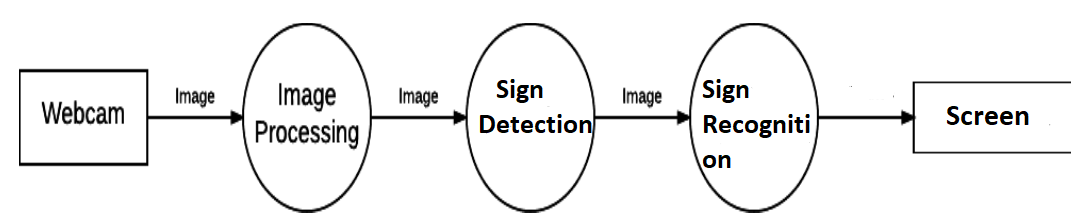 Webcam
Image
Image
Processing
Image
Sign
Detection
Image
Sign
Recogniti
on
Screen